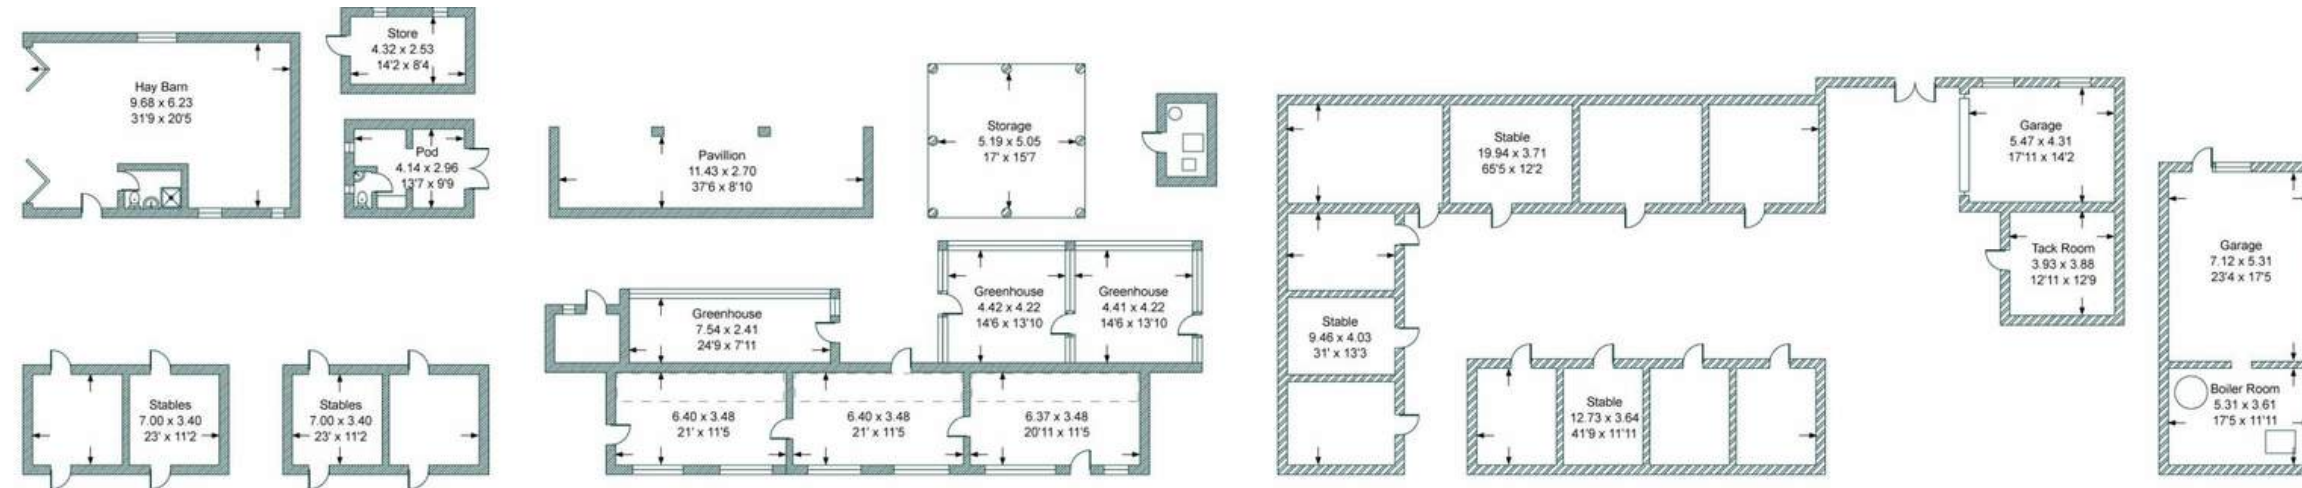 Hay Barn
9.68 x 6.23
31'9 x 20'5
Store
4.32 x 2.53
14'2 x 8'4
Pod
4.14 x 2.96
13'7 x 9'9
Pavillion
11.43 x 2.70
37'6 x 8'10
Storage
5.19 x 5.05
17' x 15'7
Stable
19.94 x 3.71
65'5 x 12'2
Garage
5.47 x 4.31
17'11 x 14'2
Tack Room
3.93 x 3.88
12'11 x 12'9
Garage
7.12 x 5.31
23'4 x 17'5
Greenhouse
7.54 x 2.41
24'9 x 7'11
Greenhouse
4.42 x 4.22
14'6 x 13'10
Greenhouse
4.41 x 4.22
14'6 x 13'10
Stable
9.46 x 4.03
31' x 13'3
Stables
7.00 x 3.40
23' x 11'2
Stables
7.00 x 3.40
23' x 11'2
6.40 x 3.48
21' x 11'5
6.40 x 3.48
21' x 11'5
6.37 x 3.48
20'11 x 11'5
Stable
12.73 x 3.64
41'9 x 11'11
Boiler Room
5.31 x 3.61
17'5 x 11'11